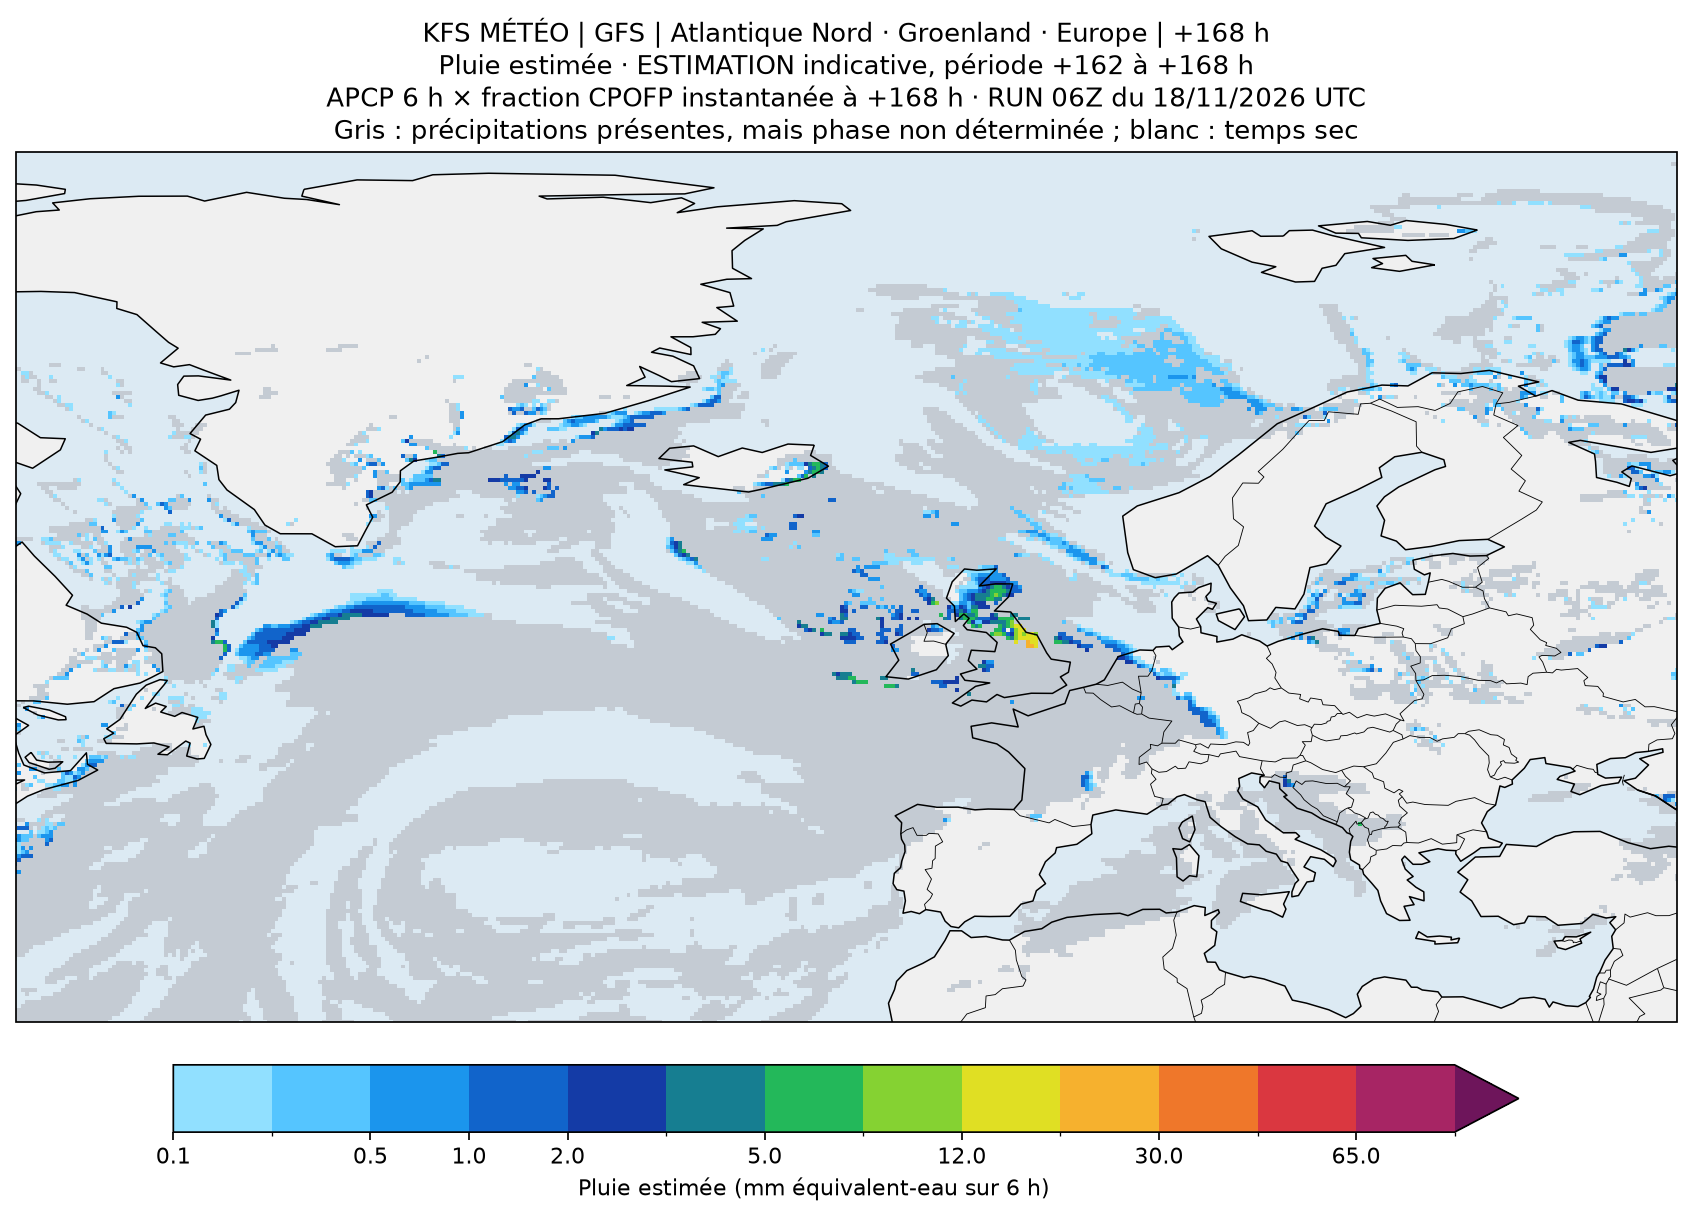 KFS MÉTÉO | GFS | Atlantique Nord · Groenland · Europe | +168 h
Pluie estimée · ESTIMATION indicative, période +162 à +168 h
APCP 6 h × fraction CPOFP instantanée à +168 h · RUN 06Z du 18/11/2026 UTC
Gris : précipitations présentes, mais phase non déterminée ; blanc : temps sec
0.1 0.5 1.0 2.0 5.0 12.0 30.0 65.0
Pluie estimée (mm équivalent-eau sur 6 h)